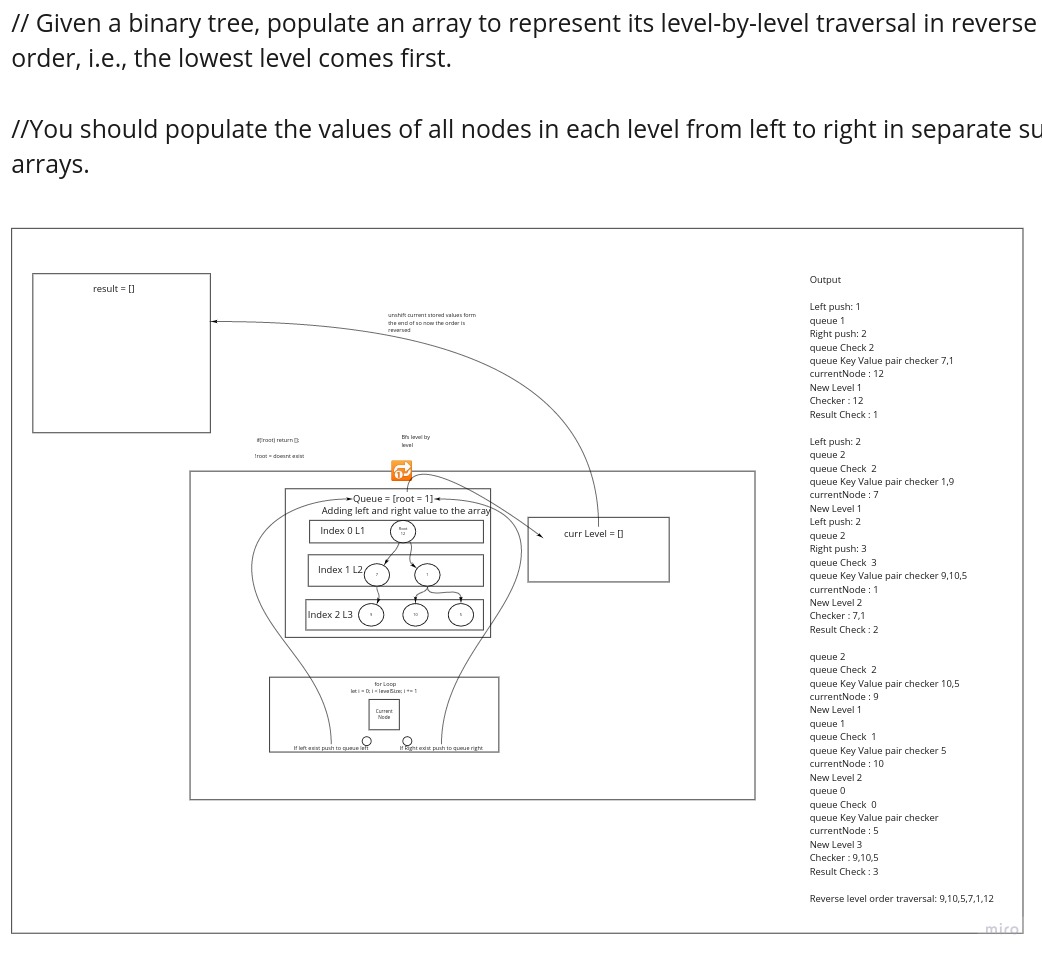 // Given a binary tree, populate an array to represent its level-by-level traversal in reverse
order, i.e., the lowest level comes first.
//You should populate the values of all nodes in each level from left to right in separate su
arrays.
result = []
unshift current stored values form
the end of so now the order is
reversed
if(!root) return [];
!root = doesnt exist
Bfs level by
level
Queue = [root = 1]
Adding left and right value to the array
Index 0 L1
Root
12
Index 1 L2
7
1
Index 2 L3
9
10
5
curr Level = []
for Loop
let i = 0; i < levelSize; i += 1
Current
Node
If left exist push to queue left
If Right exist push to queue right
Output
Left push: 1
queue 1
Right push: 2
queue Check 2
queue Key Value pair checker 7,1
currentNode : 12
New Level 1
Checker : 12
Result Check : 1
Left push: 2
queue 2
queue Check  2
queue Key Value pair checker 1,9
currentNode : 7
New Level 1
Left push: 2
queue 2
Right push: 3
queue Check  3
queue Key Value pair checker 9,10,5
currentNode : 1
New Level 2
Checker : 7,1
Result Check : 2
queue 2
queue Check  2
queue Key Value pair checker 10,5
currentNode : 9
New Level 1
queue 1
queue Check  1
queue Key Value pair checker 5
currentNode : 10
New Level 2
queue 0
queue Check  0
queue Key Value pair checker
currentNode : 5
New Level 3
Checker : 9,10,5
Result Check : 3
Reverse level order traversal: 9,10,5,7,1,12
miro